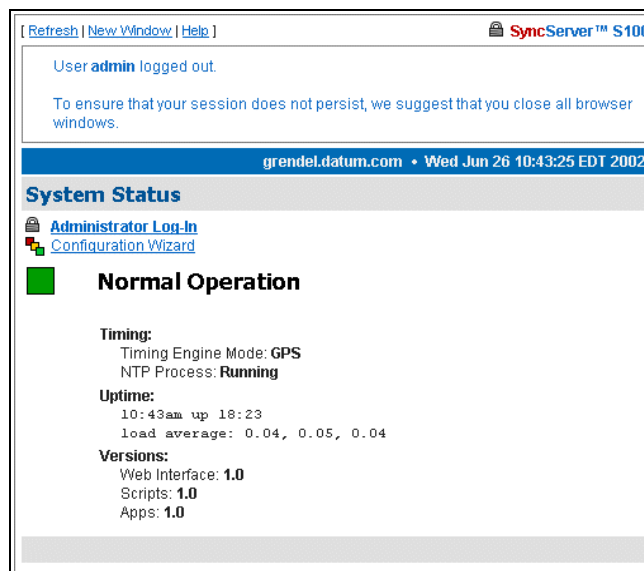 [ Refresh | New Window | Help ]
SyncServer™ S100
User admin logged out.
To ensure that your session does not persist, we suggest that you close all browser
windows.
grendel.datum.com • Wed Jun 26 10:43:25 EDT 2002
System Status
Administrator Log-In
Configuration Wizard
Normal Operation
Timing:
Timing Engine Mode: GPS
NTP Process: Running
Uptime:
10:43am up 18:23
load average: 0.04, 0.05, 0.04
Versions:
Web Interface: 1.0
Scripts: 1.0
Apps: 1.0